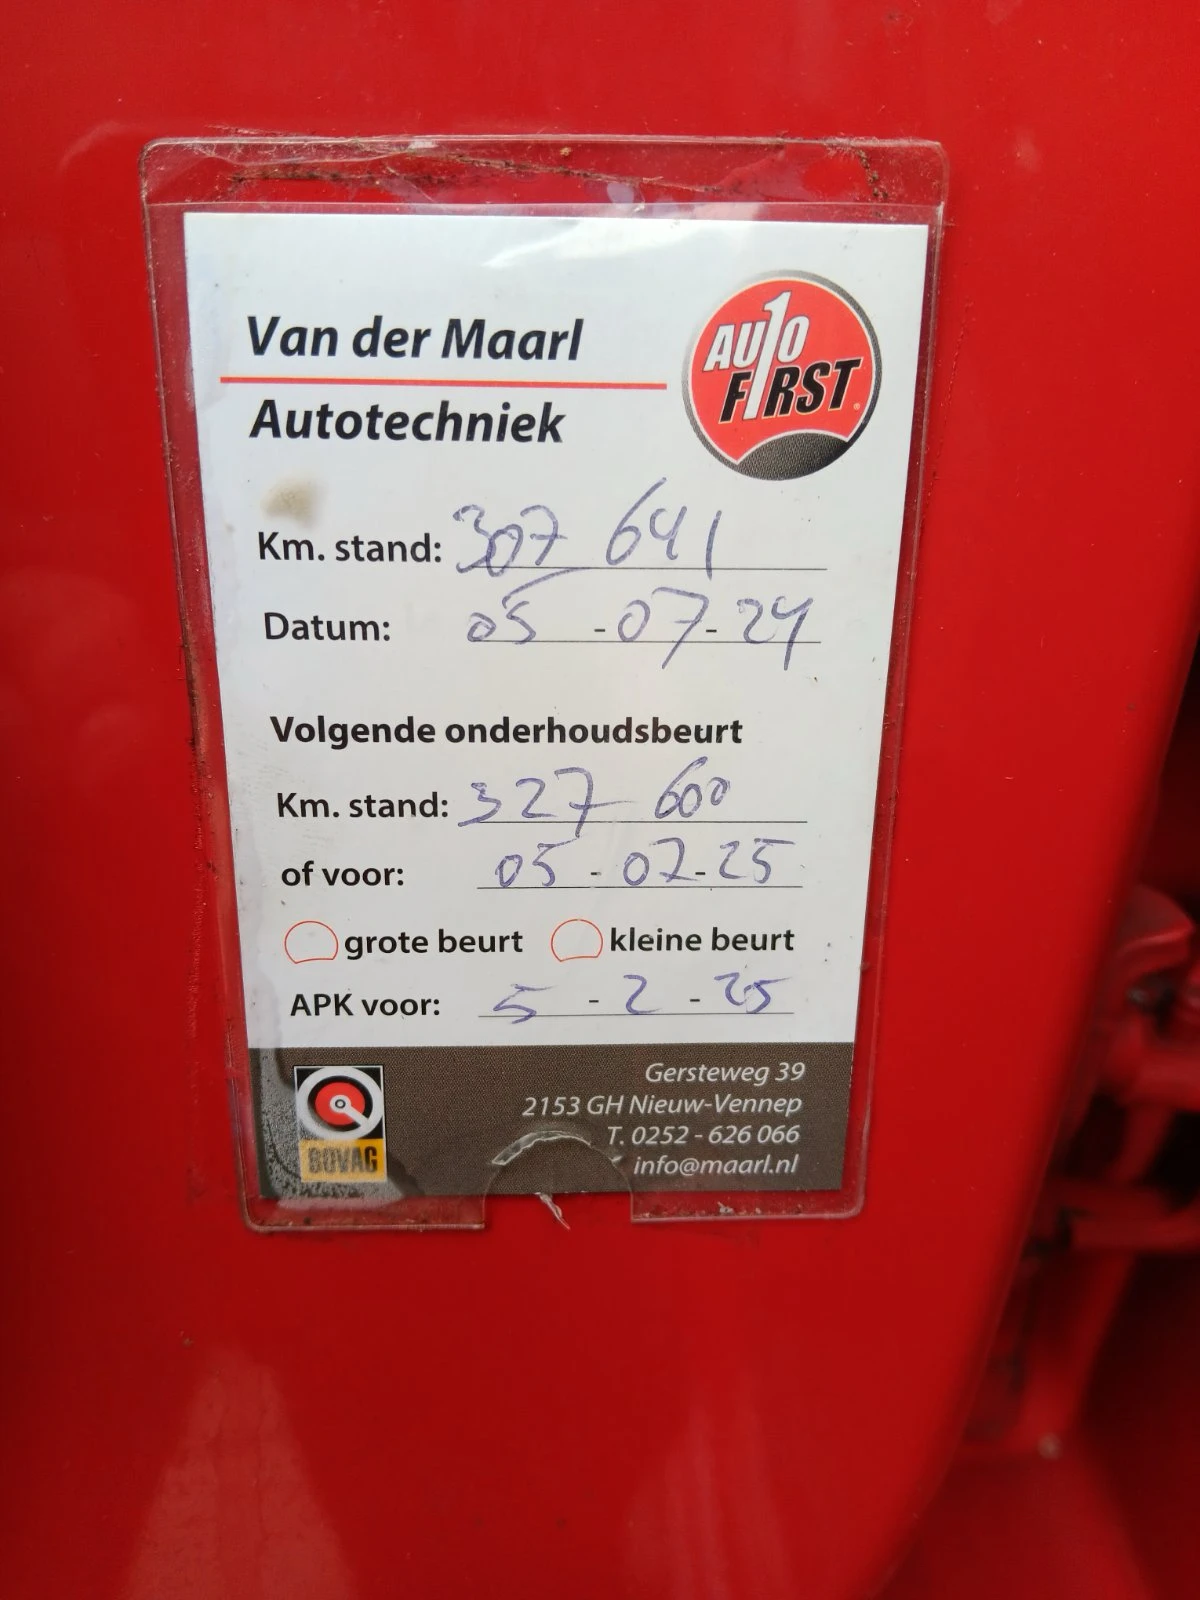 Van der Maarl
Autotechniek
AUTO
FIRST
Km. stand: 307 641
Datum: 05 - 07 - 24
Volgende onderhoudsbeurt
Km. stand: 327 600
of voor: 05 - 07 - 25
grote beurt kleine beurt
APK voor: 5 - 2 - 25
BOVAG
Gersteweg 39
2153 GH Nieuw-Vennep
T. 0252 - 626 066
info@maarl.nl